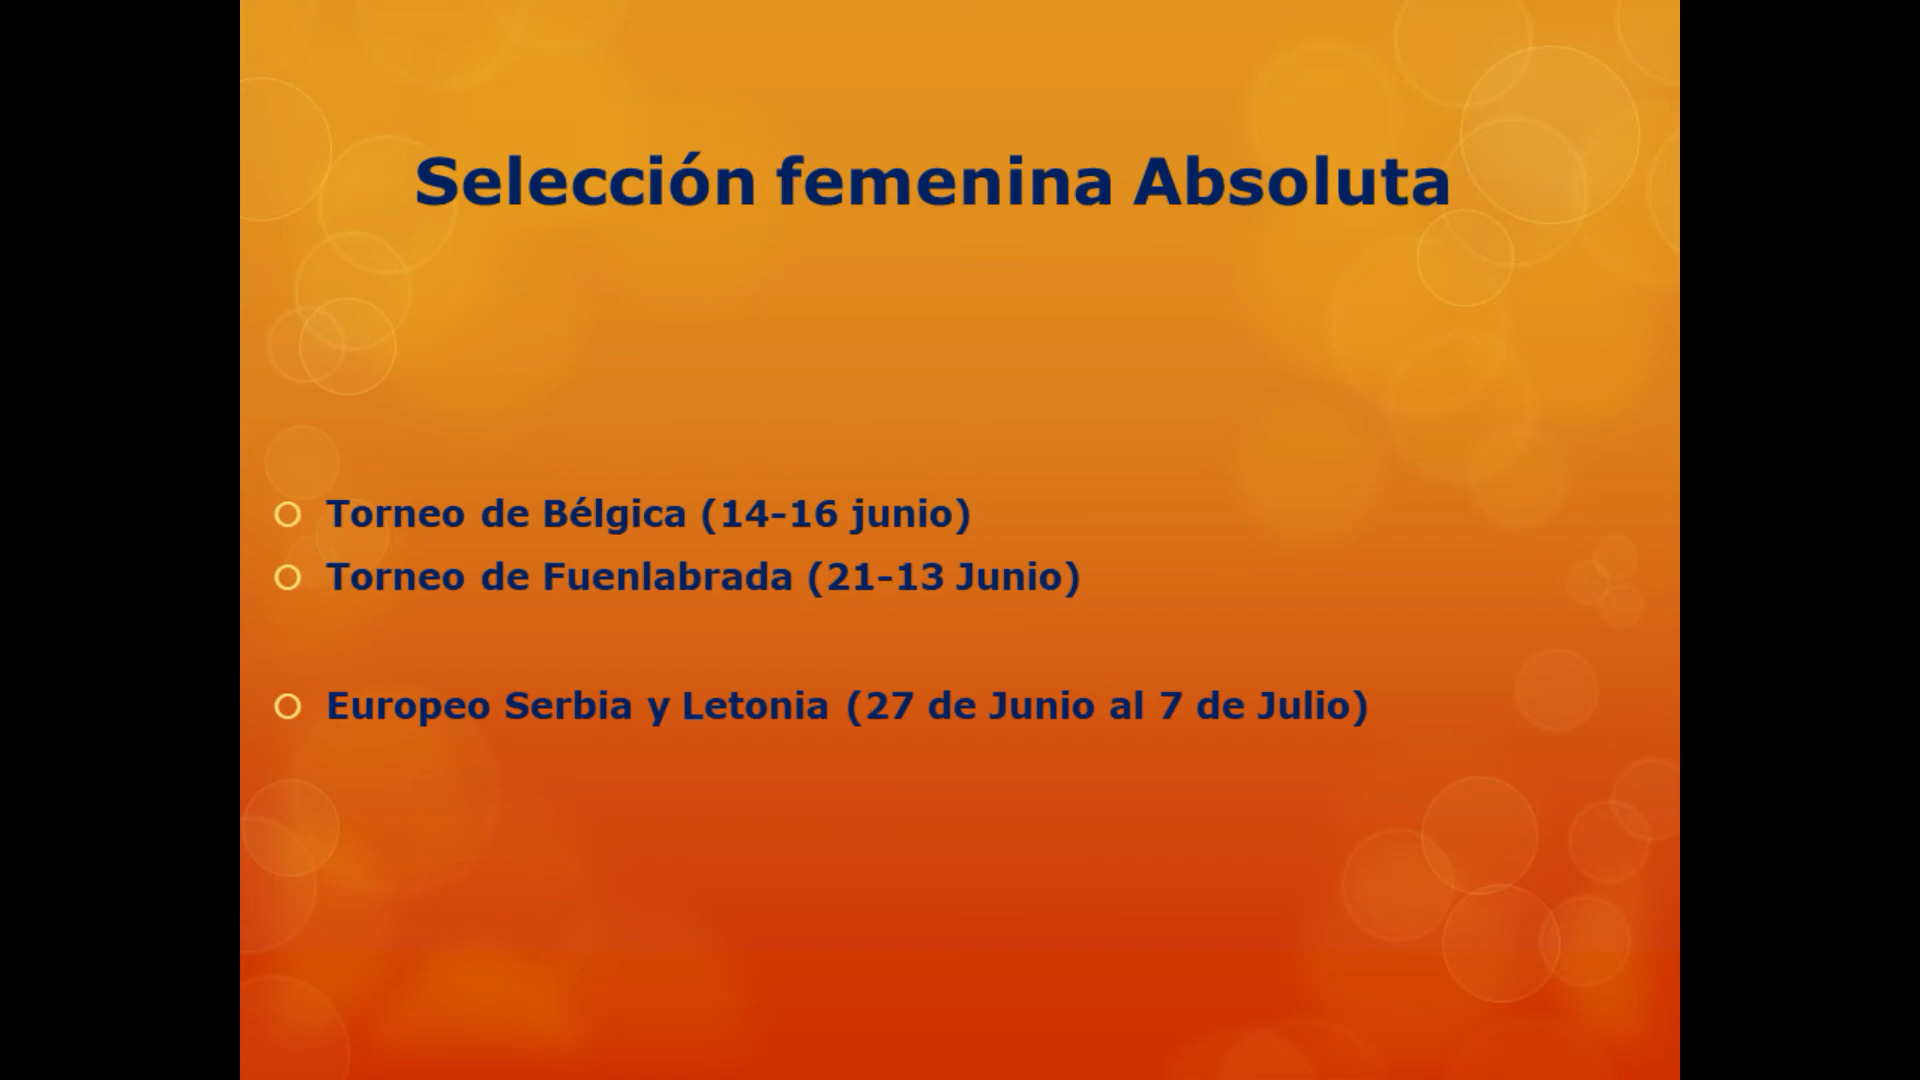 Selección femenina Absoluta
Torneo de Bélgica (14-16 junio)
Torneo de Fuenlabrada (21-13 Junio)
Europeo Serbia y Letonia (27 de Junio al 7 de Julio)